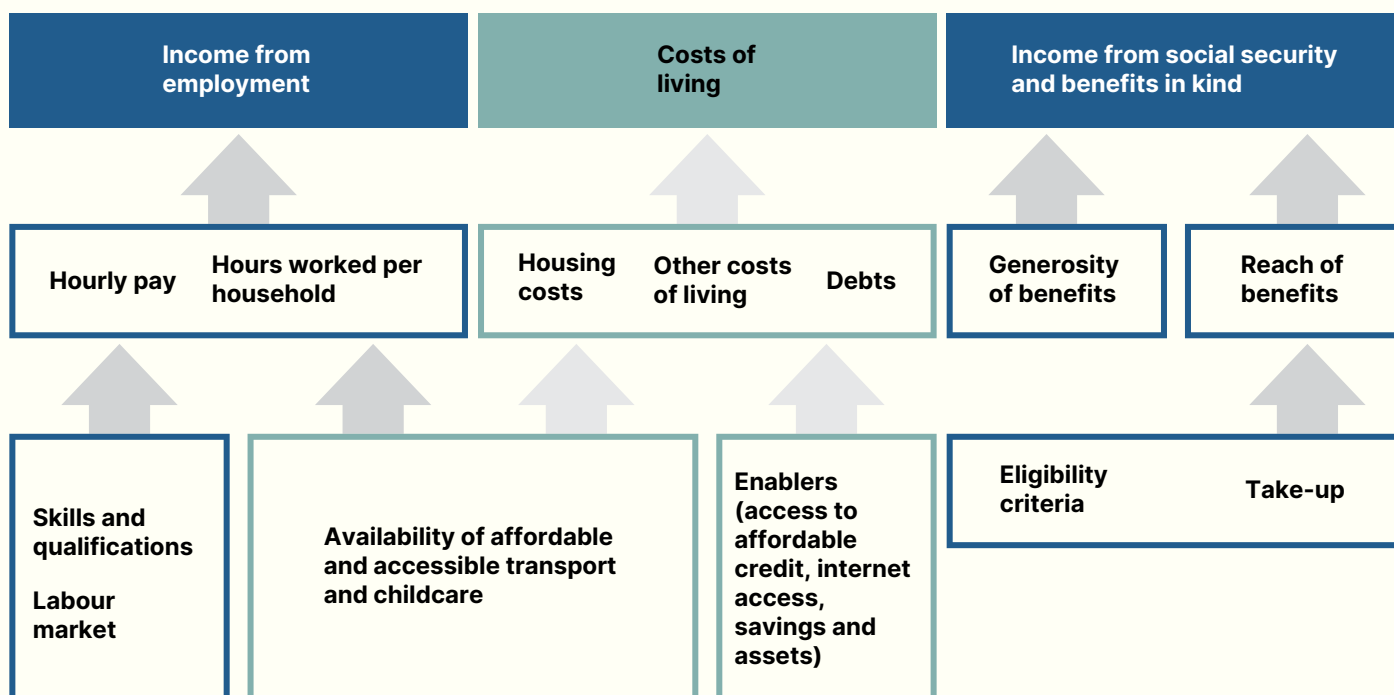 Income from
employment
Costs of
living
Income from social security
and benefits in kind
Hourly pay
Hours worked per
household
Housing
costs
Other costs
of living
Debts
Generosity
of benefits
Reach of
benefits
Skills and
qualifications
Labour
market
Availability of affordable
and accessible transport
and childcare
Enablers
(access to
affordable
credit, internet
access,
savings and
assets)
Eligibility
criteria
Take-up